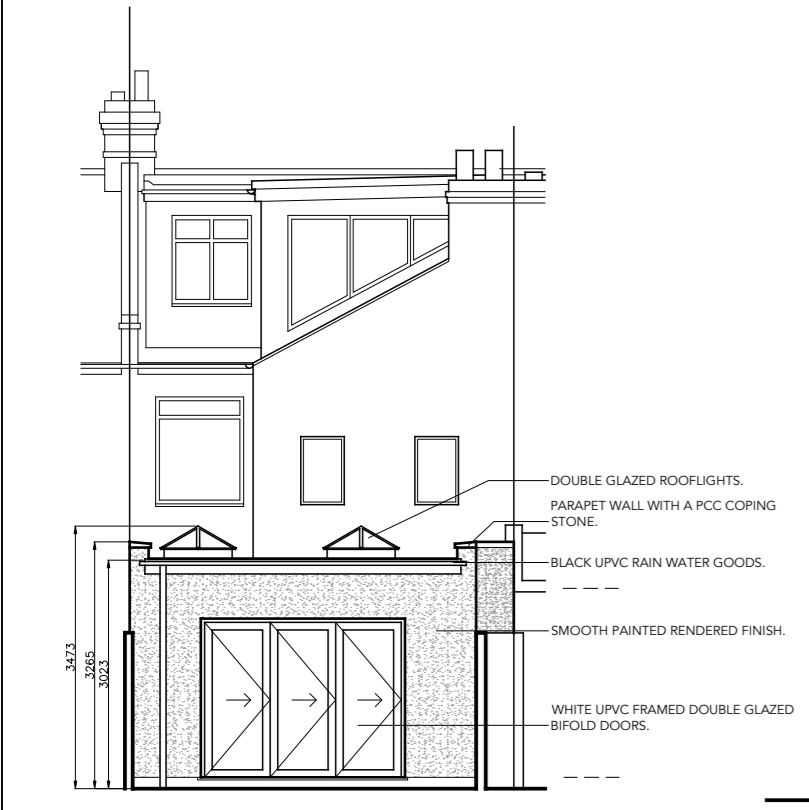 DOUBLE GLAZED ROOFLIGHTS.
PARAPET WALL WITH A PCC COPING
STONE.
BLACK UPVC RAIN WATER GOODS.
SMOOTH PAINTED RENDERED FINISH.
WHITE UPVC FRAMED DOUBLE GLAZED
BIFOLD DOORS.
3473
3265
3023